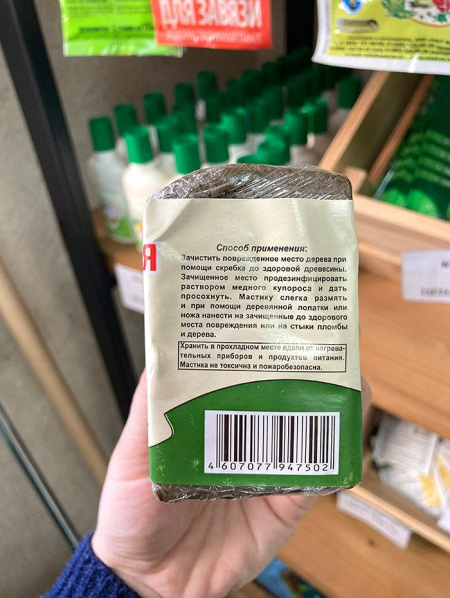 ДЛЯ ЗАВЯЗИ
Я
Способ применения:
Зачистить поврежденное место дерева при
помощи скребка до здоровой древесины.
Зачищенное место продезинфицировать
раствором медного купороса и дать
просохнуть. Мастику слегка размять
и при помощи деревянной лопатки или
ножа нанести на зачищенные до здорового
места повреждения или на стыки пломбы
и дерева.
Хранить в прохладном месте вдали от нагрева-
тельных приборов и продуктов питания.
Мастика не токсична и пожаробезопасна.
4 607077 947502